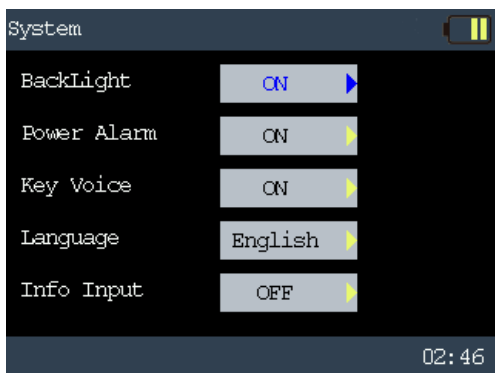 System
BackLight ON
Power Alarm ON
Key Voice ON
Language English
Info Input OFF
02:46